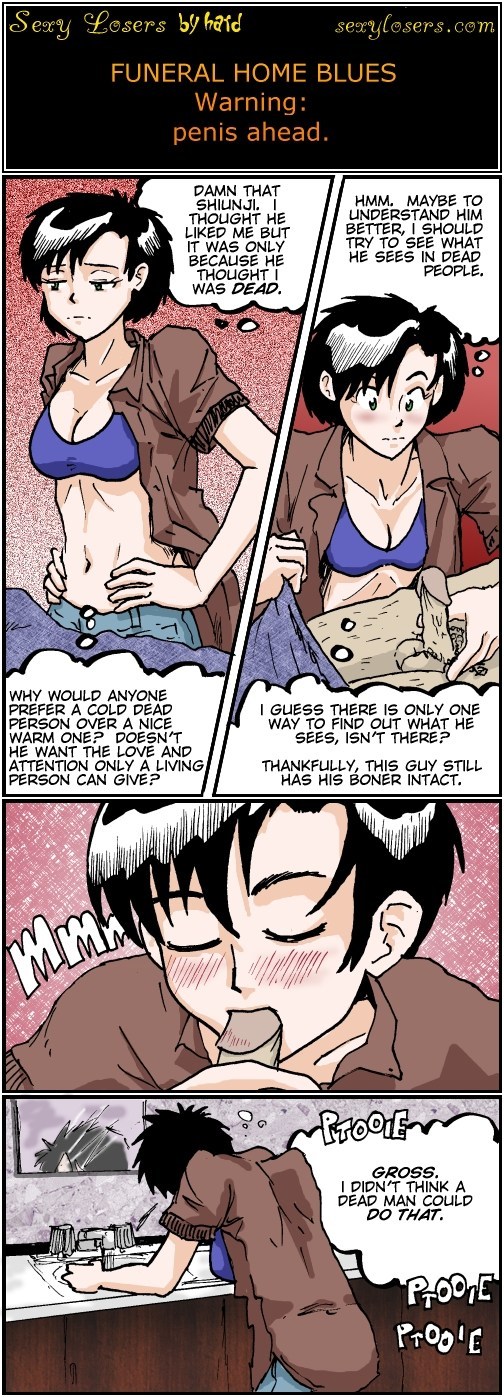 Sexy Losers by hard
sexylosers.com
FUNERAL HOME BLUES
Warning:
penis ahead.
DAMN THAT
SHIUNJI. I
THOUGHT HE
LIKED ME BUT
IT WAS ONLY
BECAUSE HE
THOUGHT I
WAS DEAD.
WHY WOULD ANYONE
PREFER A COLD DEAD
PERSON OVER A NICE
WARM ONE? DOESN'T
HE WANT THE LOVE AND
ATTENTION ONLY A LIVING
PERSON CAN GIVE?
HMM. MAYBE TO
UNDERSTAND HIM
BETTER, I SHOULD
TRY TO SEE WHAT
HE SEES IN DEAD
PEOPLE.
I GUESS THERE IS ONLY ONE
WAY TO FIND OUT WHAT HE
SEES, ISN'T THERE?
THANKFULLY, THIS GUY STILL
HAS HIS BONER INTACT.
MMM
PTOOIE
GROSS.
I DIDN'T THINK A
DEAD MAN COULD
DO THAT.
PTOOIE
PTOOIE